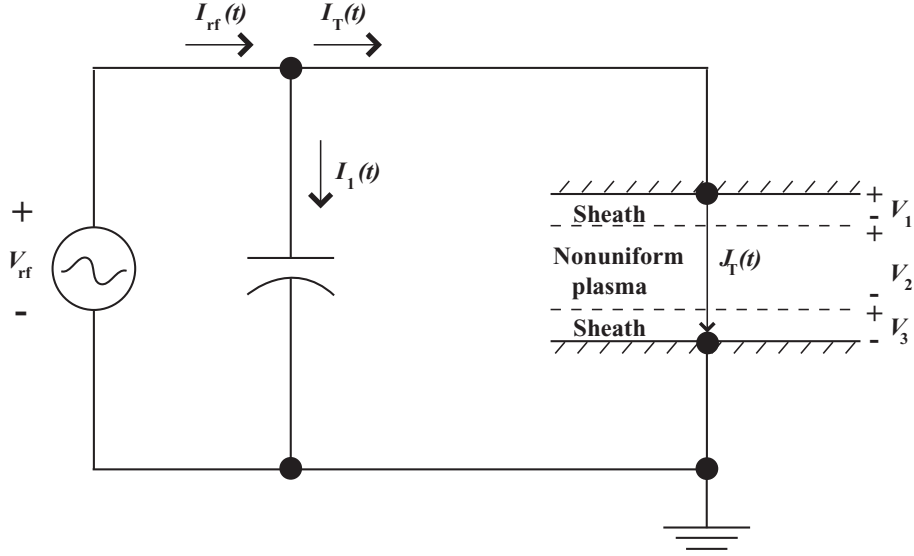 I_rf(t) I_T(t)
I_1(t)
+
V_rf
-
Sheath
Nonuniform
plasma
Sheath
J_T(t)
+
-
V_1
+
-
V_2
+
-
V_3